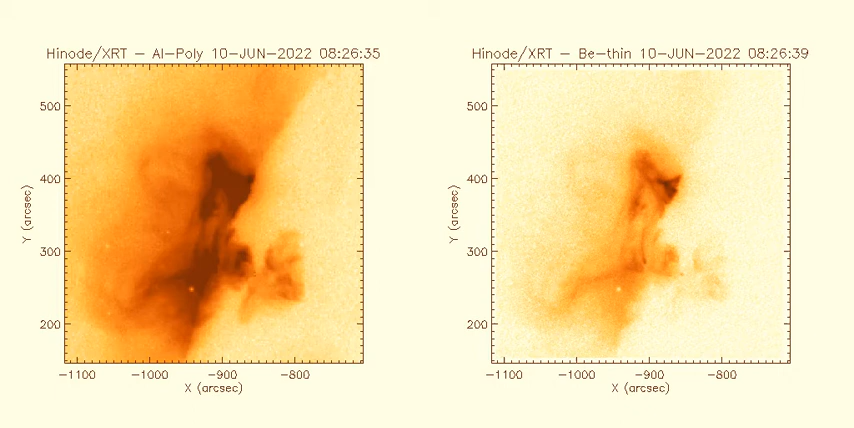 Hinode/XRT - Al-Poly 10-JUN-2022 08:26:35
500
400
300
200
Y (arcsec)
-1100 -1000 -900 -800
X (arcsec)
Hinode/XRT - Be-thin 10-JUN-2022 08:26:39
500
400
300
200
Y (arcsec)
-1100 -1000 -900 -800
X (arcsec)